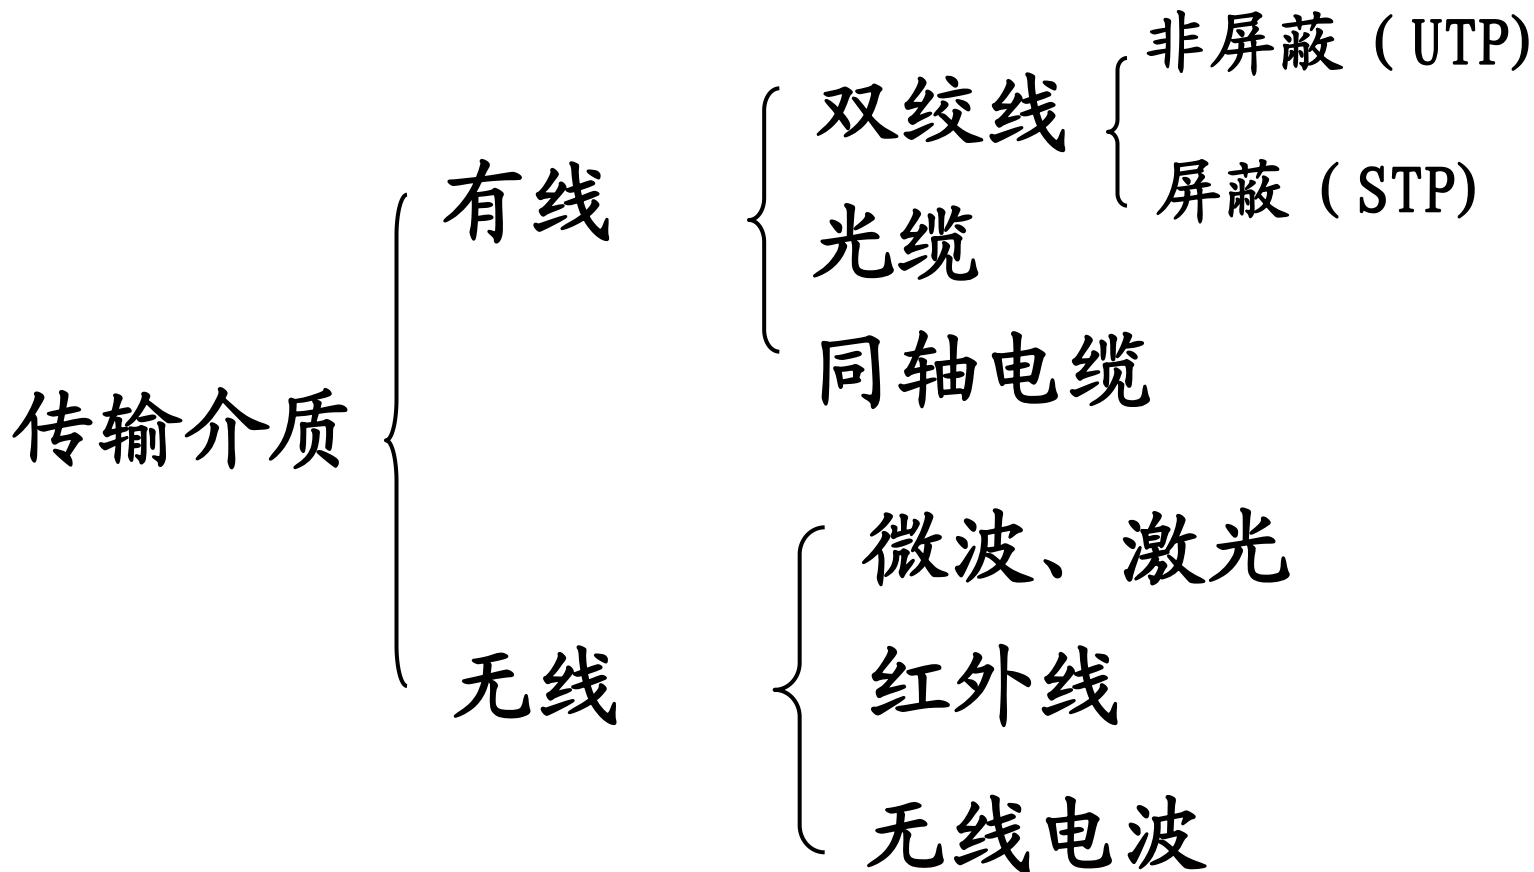 非屏蔽（UTP）
双绞线
屏蔽（STP）
有线
光缆
同轴电缆
传输介质
微波、激光
无线
红外线
无线电波